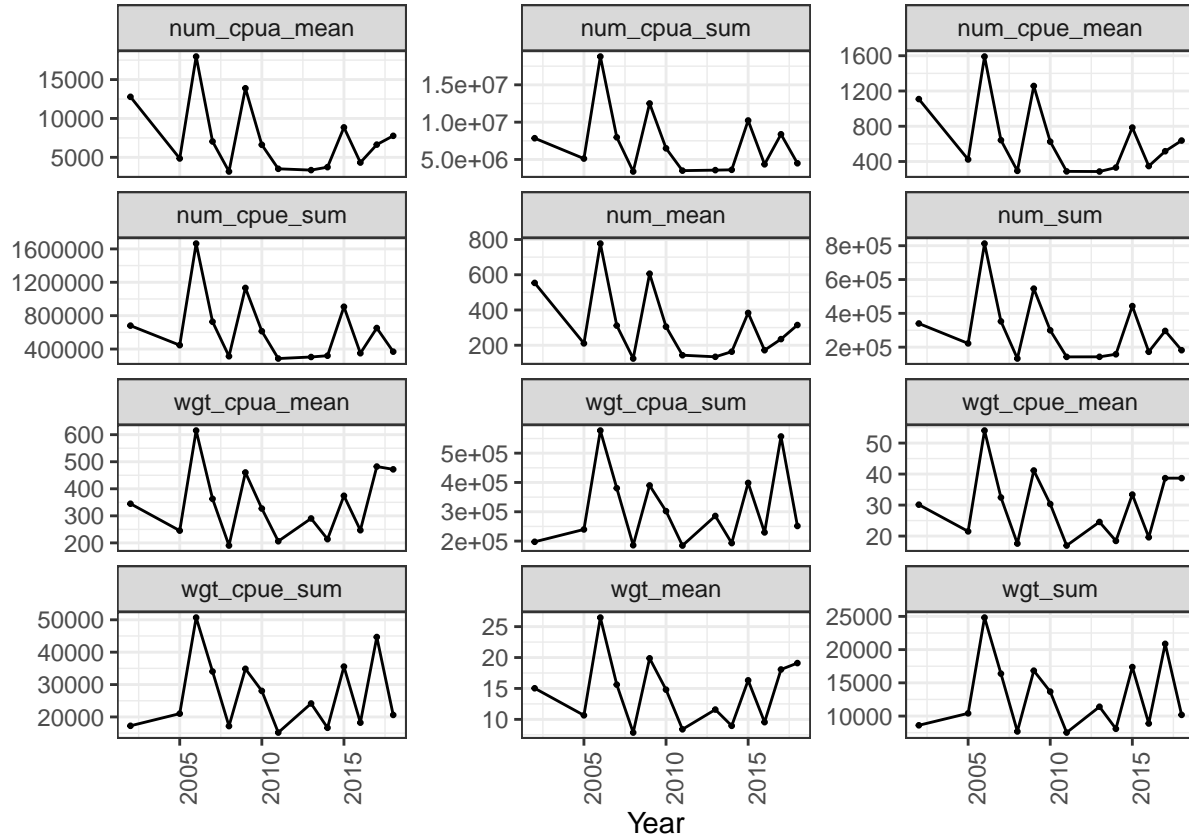 num_cpua_mean
num_cpua_sum
num_cpue_mean
15000
10000
5000
1.5e+07
1.0e+07
5.0e+06
1600
1200
800
400
num_cpue_sum
num_mean
num_sum
1600000
1200000
800000
400000
800
600
400
200
8e+05
6e+05
4e+05
2e+05
wgt_cpua_mean
wgt_cpua_sum
wgt_cpue_mean
600
500
400
300
200
5e+05
4e+05
3e+05
2e+05
50
40
30
20
wgt_cpue_sum
wgt_mean
wgt_sum
50000
40000
30000
20000
25
20
15
10
25000
20000
15000
10000
2005
2010
2015
2005
2010
2015
2005
2010
2015
Year